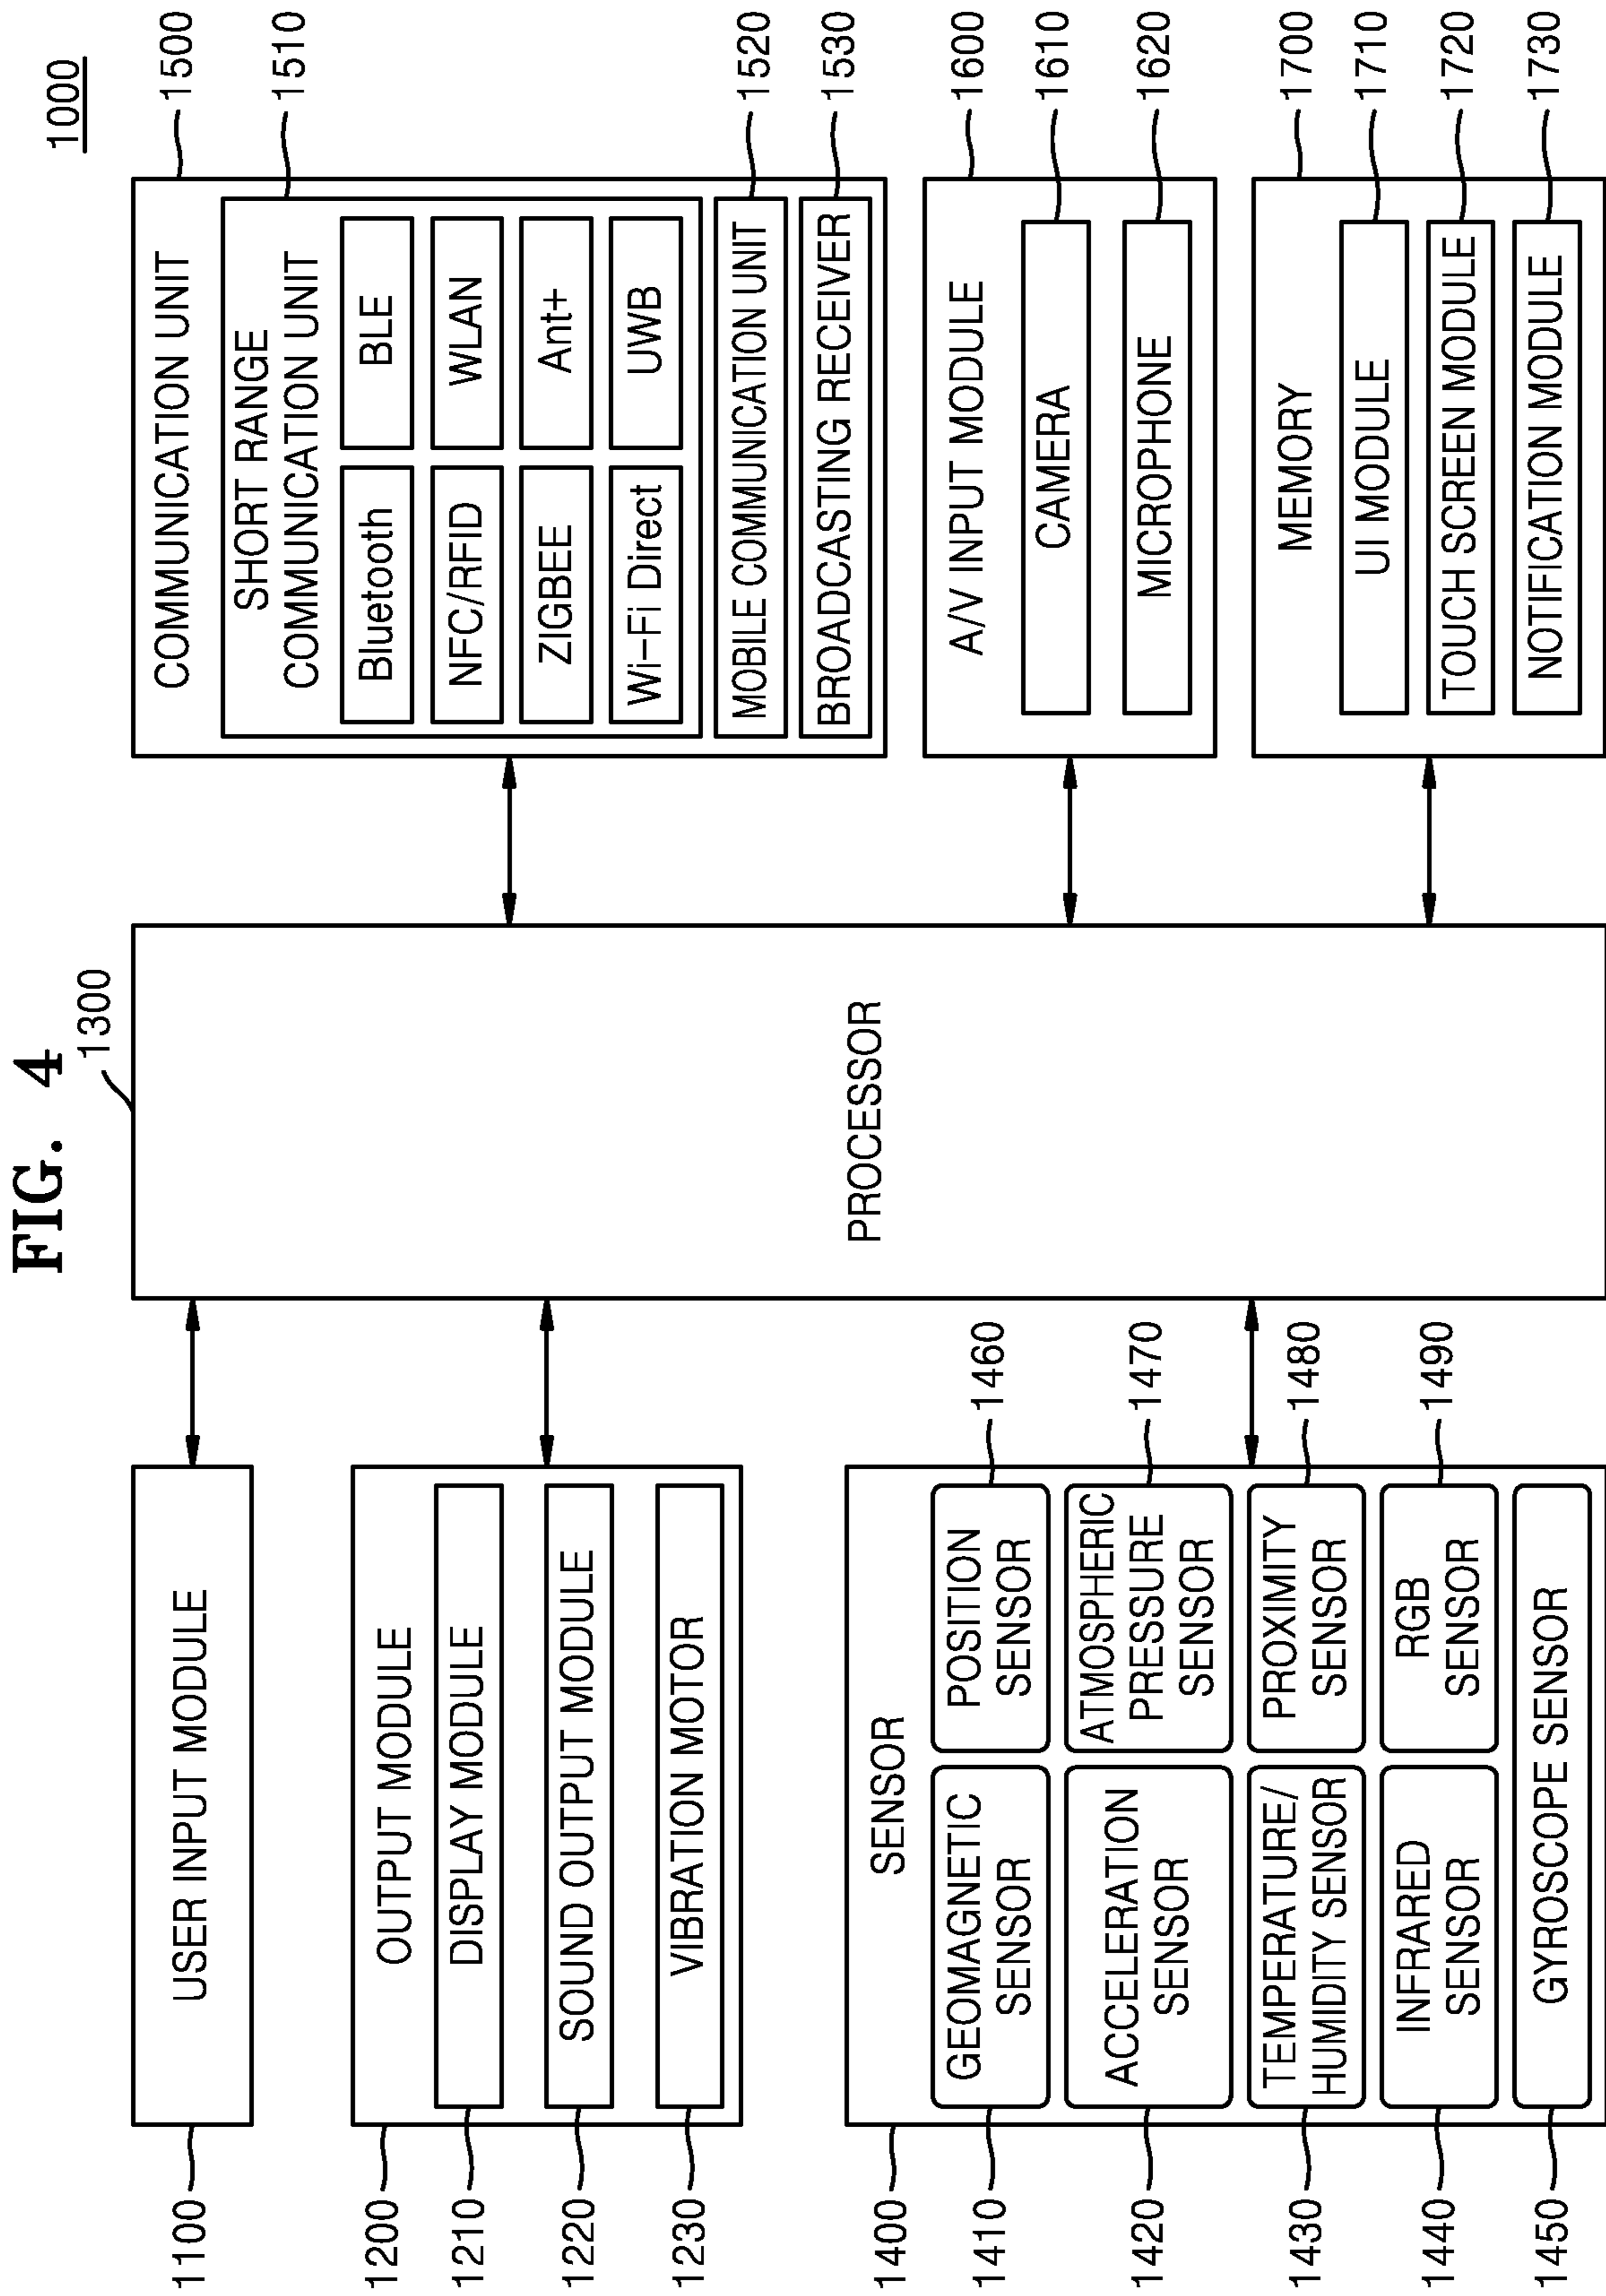 FIG. 4
1000
1100
USER INPUT MODULE
1200
OUTPUT MODULE
1210
DISPLAY MODULE
1220
SOUND OUTPUT MODULE
1230
VIBRATION MOTOR
1400
SENSOR
1410
GEOMAGNETIC
SENSOR
POSITION
SENSOR
1460
1420
ACCELERATION
SENSOR
ATMOSPHERIC
PRESSURE
SENSOR
1470
1430
TEMPERATURE/
HUMIDITY SENSOR
PROXIMITY
SENSOR
1480
1440
INFRARED
SENSOR
RGB
SENSOR
1490
1450
GYROSCOPE SENSOR
1300
PROCESSOR
COMMUNICATION UNIT
1500
SHORT RANGE
COMMUNICATION UNIT
1510
Bluetooth
BLE
NFC/RFID
WLAN
ZIGBEE
Ant+
Wi-Fi Direct
UWB
MOBILE COMMUNICATION UNIT
1520
BROADCASTING RECEIVER
1530
A/V INPUT MODULE
1600
CAMERA
1610
MICROPHONE
1620
MEMORY
1700
UI MODULE
1710
TOUCH SCREEN MODULE
1720
NOTIFICATION MODULE
1730